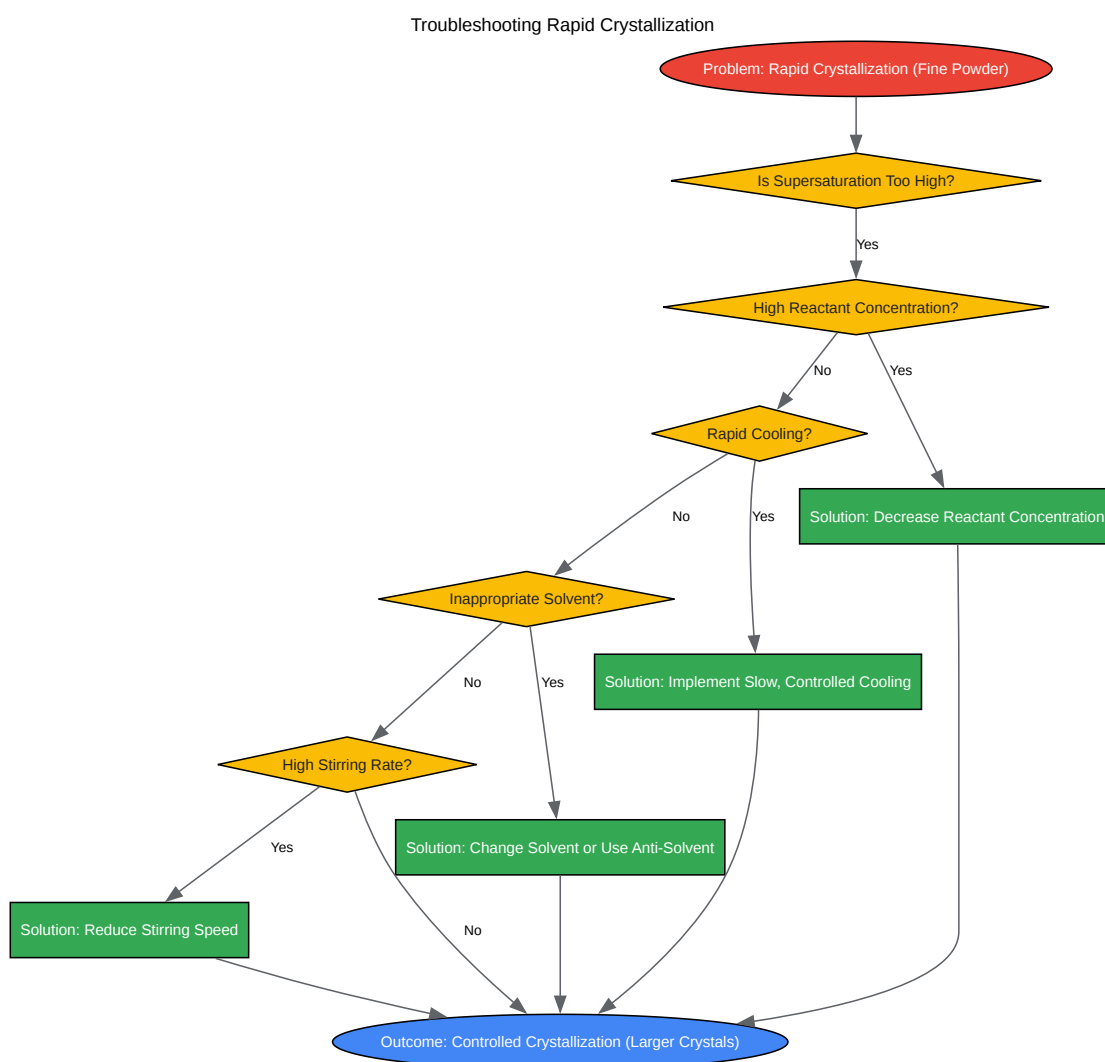 Troubleshooting Rapid Crystallization
Problem: Rapid Crystallization (Fine Powder)
Is Supersaturation Too High?
Yes
High Reactant Concentration?
No
Yes
Rapid Cooling?
No
Yes
Solution: Decrease Reactant Concentration
Inappropriate Solvent?
No
Yes
Solution: Implement Slow, Controlled Cooling
High Stirring Rate?
Yes
Solution: Change Solvent or Use Anti-Solvent
Solution: Reduce Stirring Speed
No
Outcome: Controlled Crystallization (Larger Crystals)